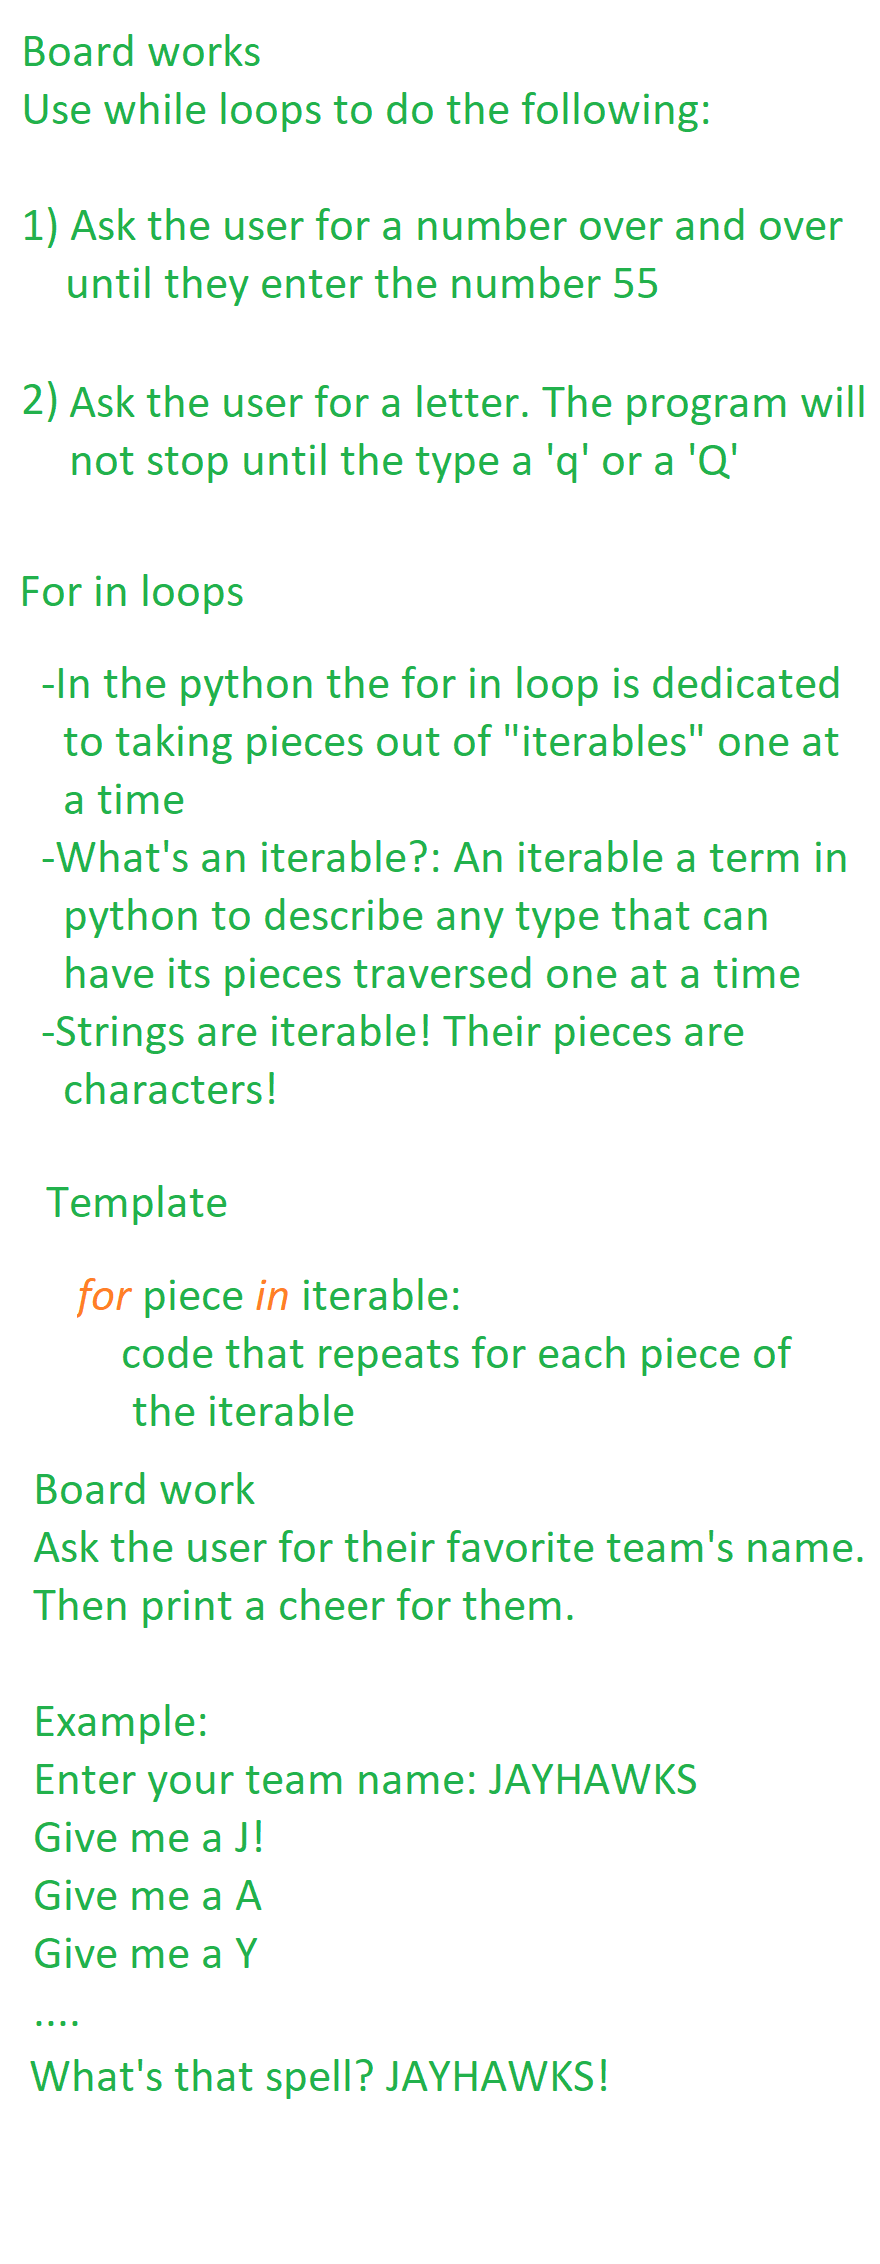 Board works
Use while loops to do the following:
1) Ask the user for a number over and over
until they enter the number 55
2) Ask the user for a letter. The program will
not stop until the type a 'q' or a 'Q'
For in loops
-In the python the for in loop is dedicated
to taking pieces out of "iterables" one at
a time
-What's an iterable?: An iterable a term in
python to describe any type that can
have its pieces traversed one at a time
-Strings are iterable! Their pieces are
characters!
Template
for piece in iterable:
code that repeats for each piece of
the iterable
Board work
Ask the user for their favorite team's name.
Then print a cheer for them.
Example:
Enter your team name: JAYHAWKS
Give me a J!
Give me a A
Give me a Y
....
What's that spell? JAYHAWKS!